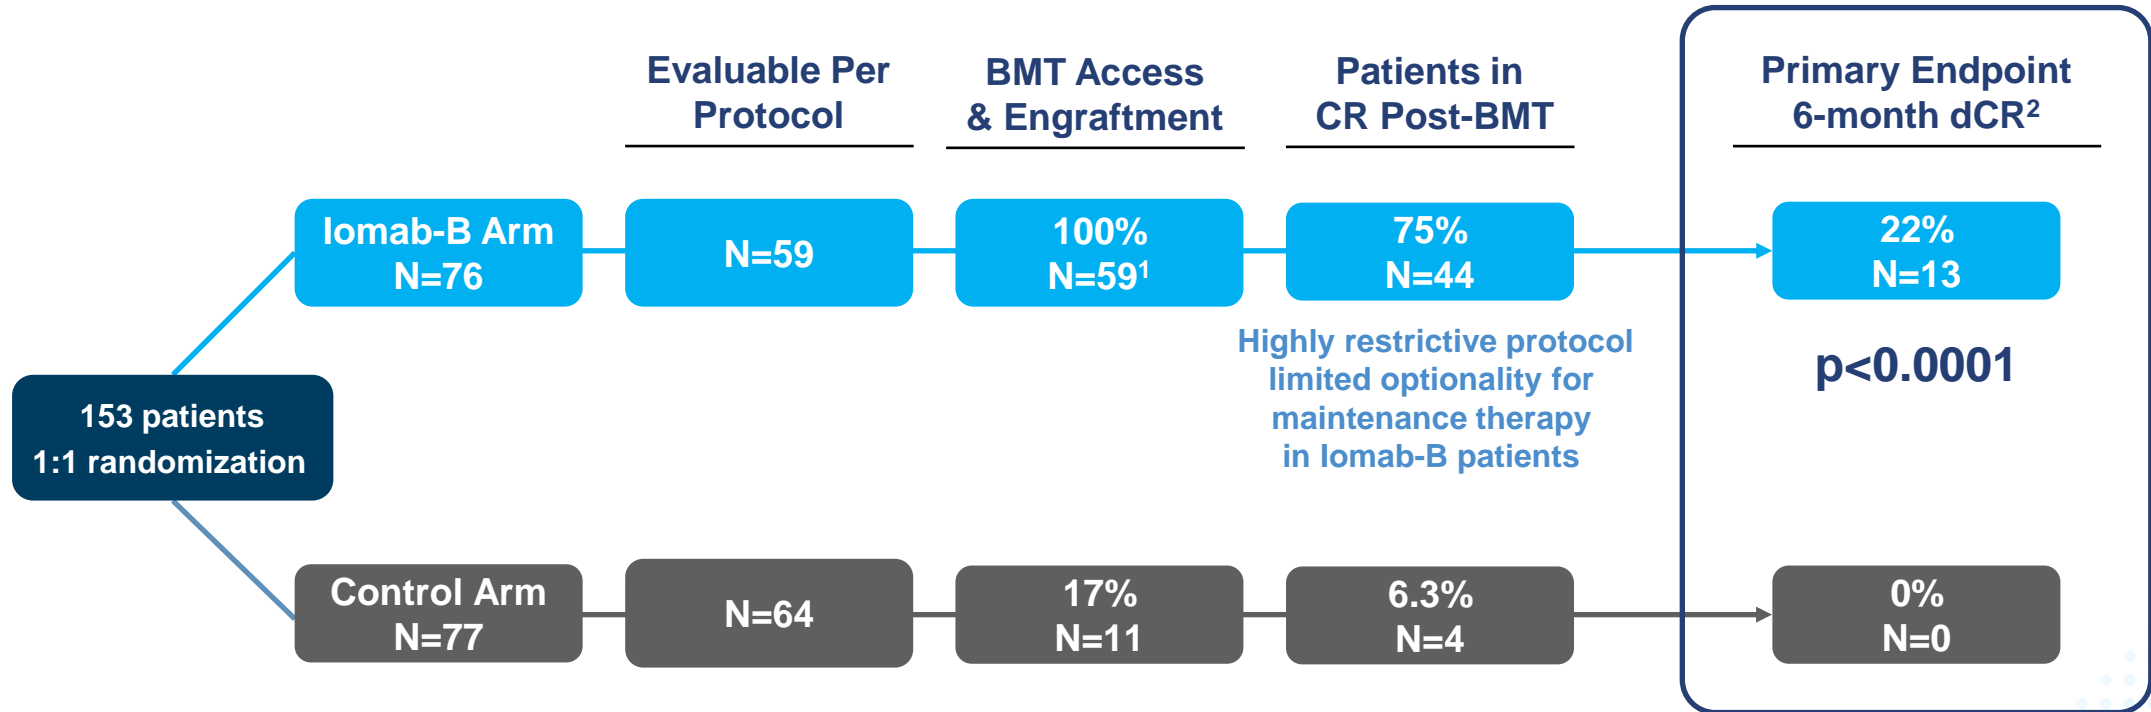 Evaluable Per
Protocol
BMT Access
& Engraftment
Patients in
CR Post-BMT
Primary Endpoint
6-month dCR²
Iomab-B Arm
N=76
N=59
100%
N=59¹
75%
N=44
22%
N=13
Highly restrictive protocol
limited optionality for
maintenance therapy
in Iomab-B patients
p<0.0001
153 patients
1:1 randomization
Control Arm
N=77
N=64
17%
N=11
6.3%
N=4
0%
N=0